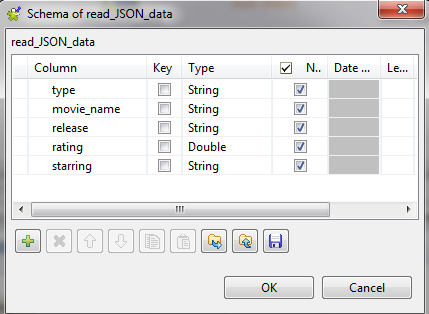 Schema of read_JSON_data
read_JSON_data
Column Key Type N.. Date ... Le...
type String
movie_name String
release String
rating Double
starring String
OK Cancel